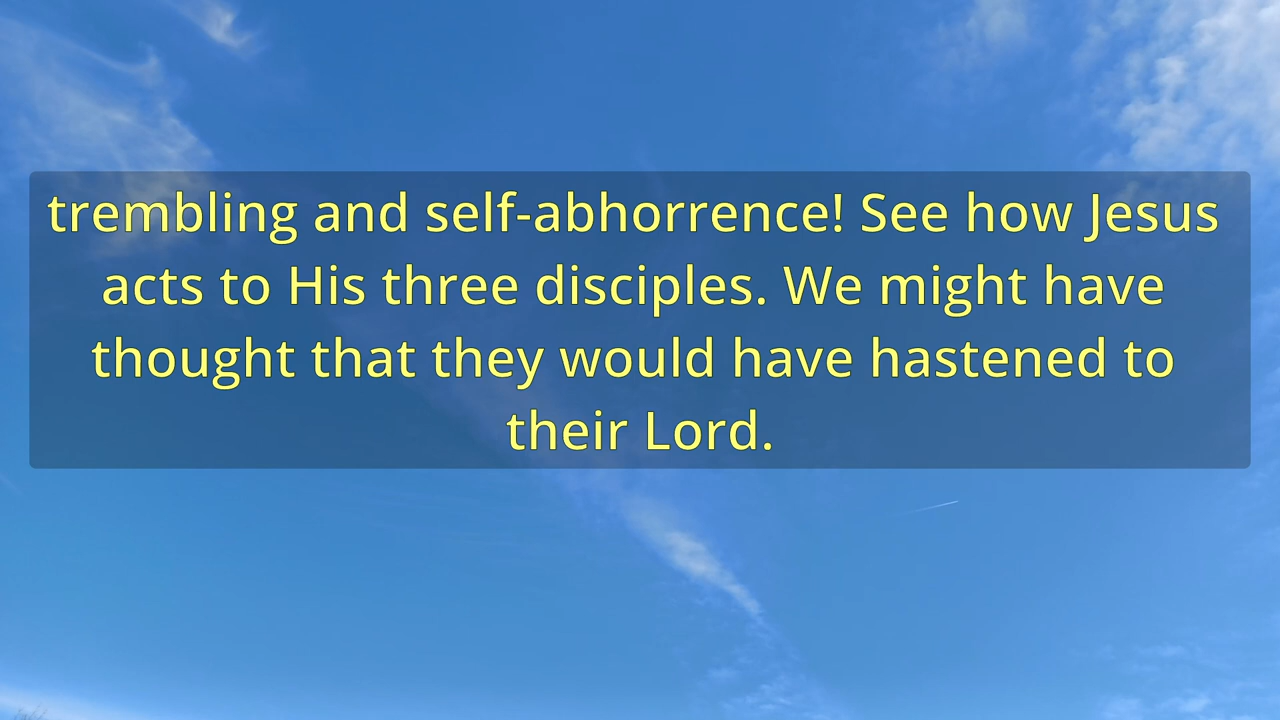 trembling and self-abhorrence! See how Jesus
acts to His three disciples. We might have
thought that they would have hastened to
their Lord.